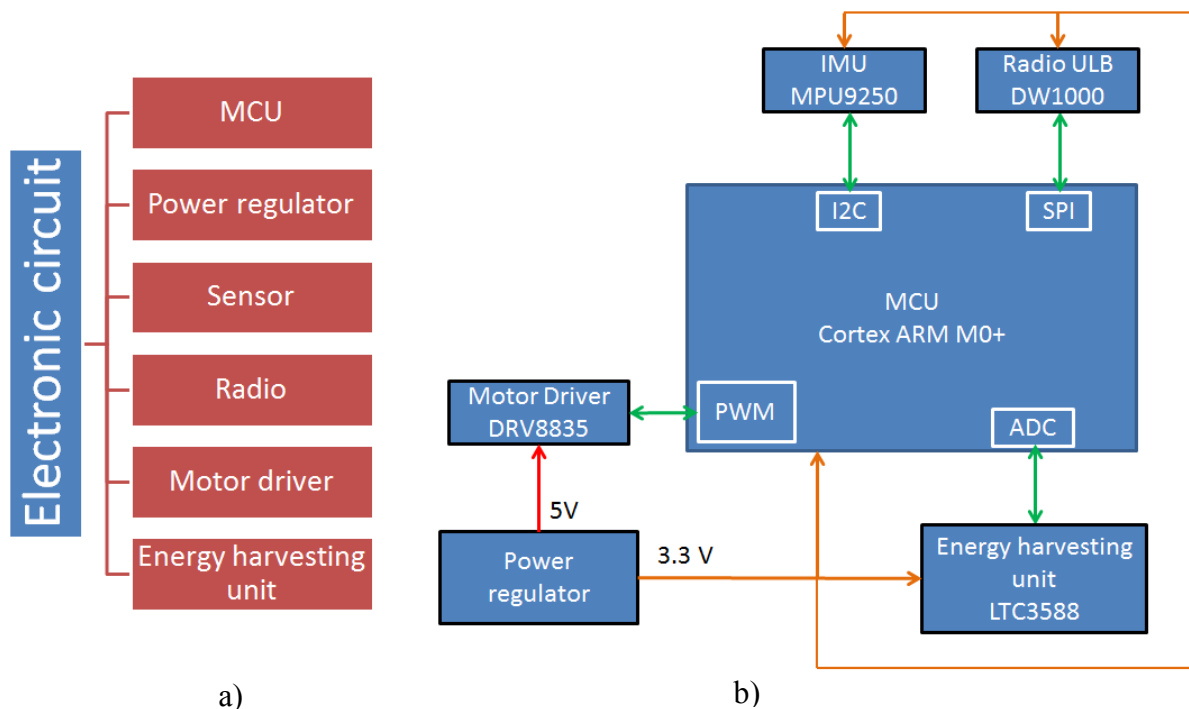 Electronic circuit
MCU
Power regulator
Sensor
Radio
Motor driver
Energy harvesting
unit
a)
IMU
MPU9250
Radio ULB
DW1000
I2C
SPI
MCU
Cortex ARM M0+
Motor Driver
DRV8835
PWM
ADC
5V
Power
regulator
3.3 V
Energy harvesting
unit
LTC3588
b)